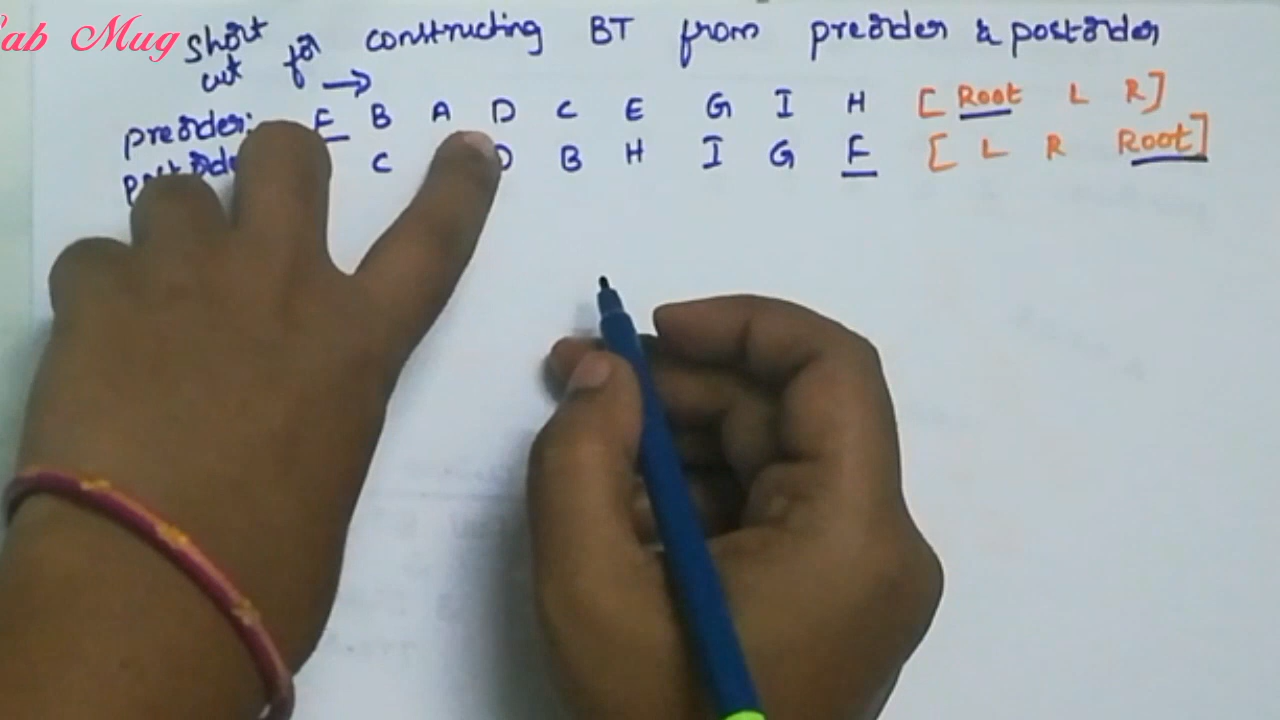 ab Mug
short cut for constructing BT from preorder & postorder
preorder: F B A D C E G I H [ Root L R ]
C D B H I G F [ L R Root ]